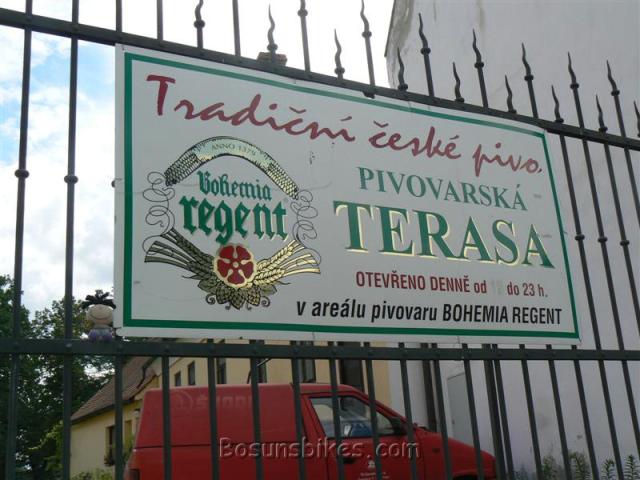 Tradiční české pivo.
ANNO 1379
Bohemia
regent
PIVOVARSKÁ
TERASA
OTEVŘENO DENNĚ od do 23 h.
v areálu pivovaru BOHEMIA REGENT
Bosunsbikes.com